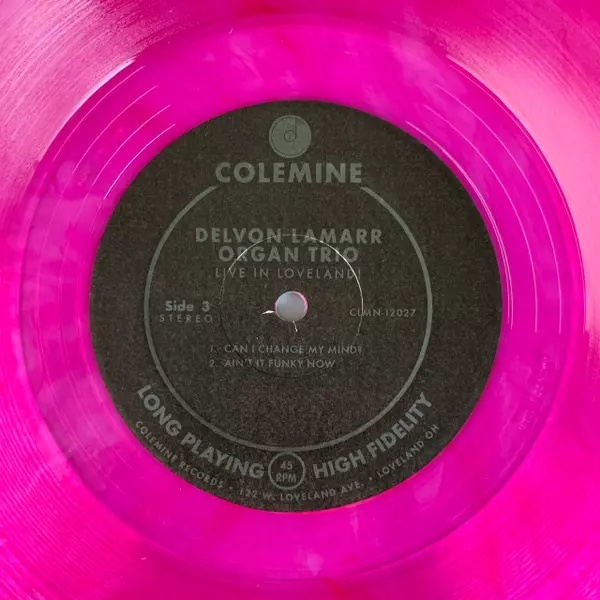 COLEMINE
DELVON LAMARR
ORGAN TRIO
LIVE IN LOVELAND!
Side 3
STEREO
CLMN-12027
1. CAN I CHANGE MY MIND?
2. AIN'T IT FUNKY NOW
LONG PLAYING
45
RPM
HIGH FIDELITY
COLEMINE RECORDS • 122 W. LOVELAND AVE. • LOVELAND OH